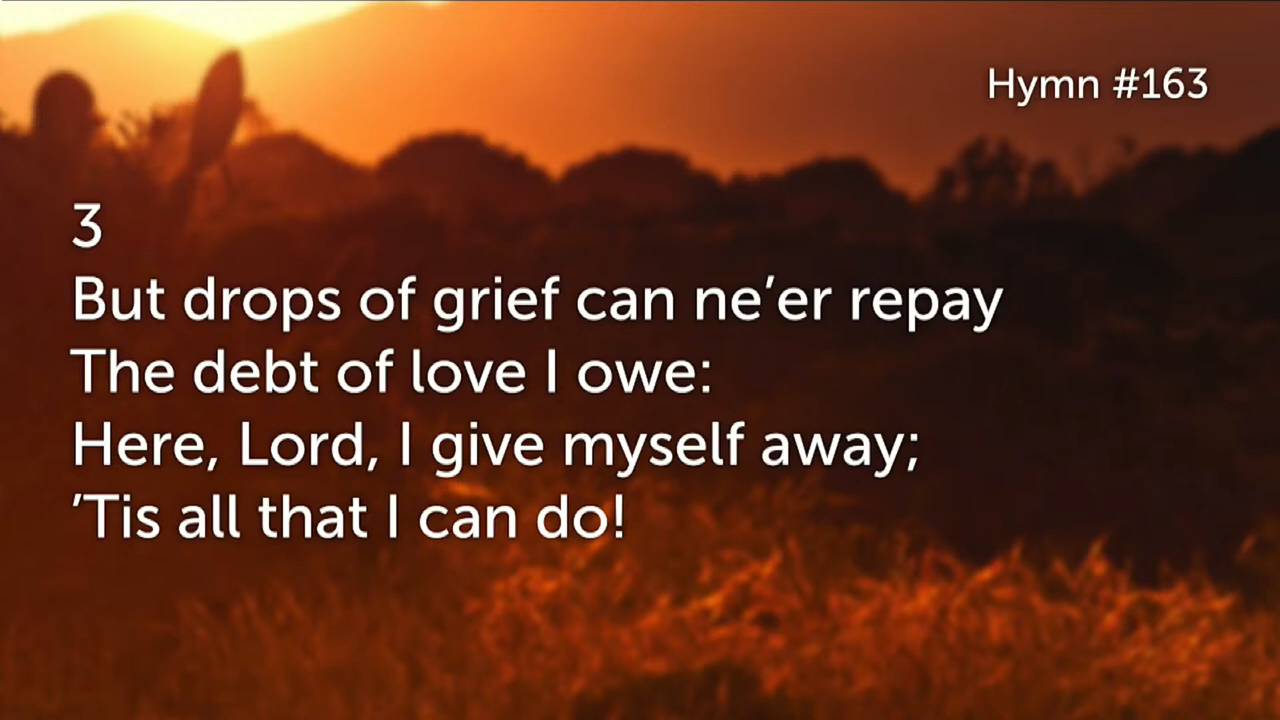 Hymn #163
3
But drops of grief can ne’er repay
The debt of love I owe:
Here, Lord, I give myself away;
’Tis all that I can do!